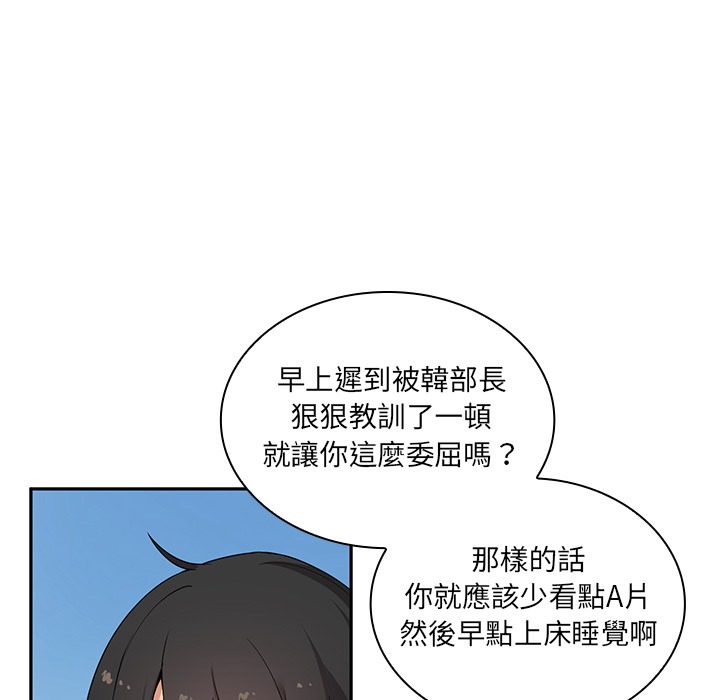 早上遲到被韓部長
狠狠教訓了一頓
就讓你這麼委屈嗎？
那樣的話
你就應該少看點A片
然後早點上床睡覺啊